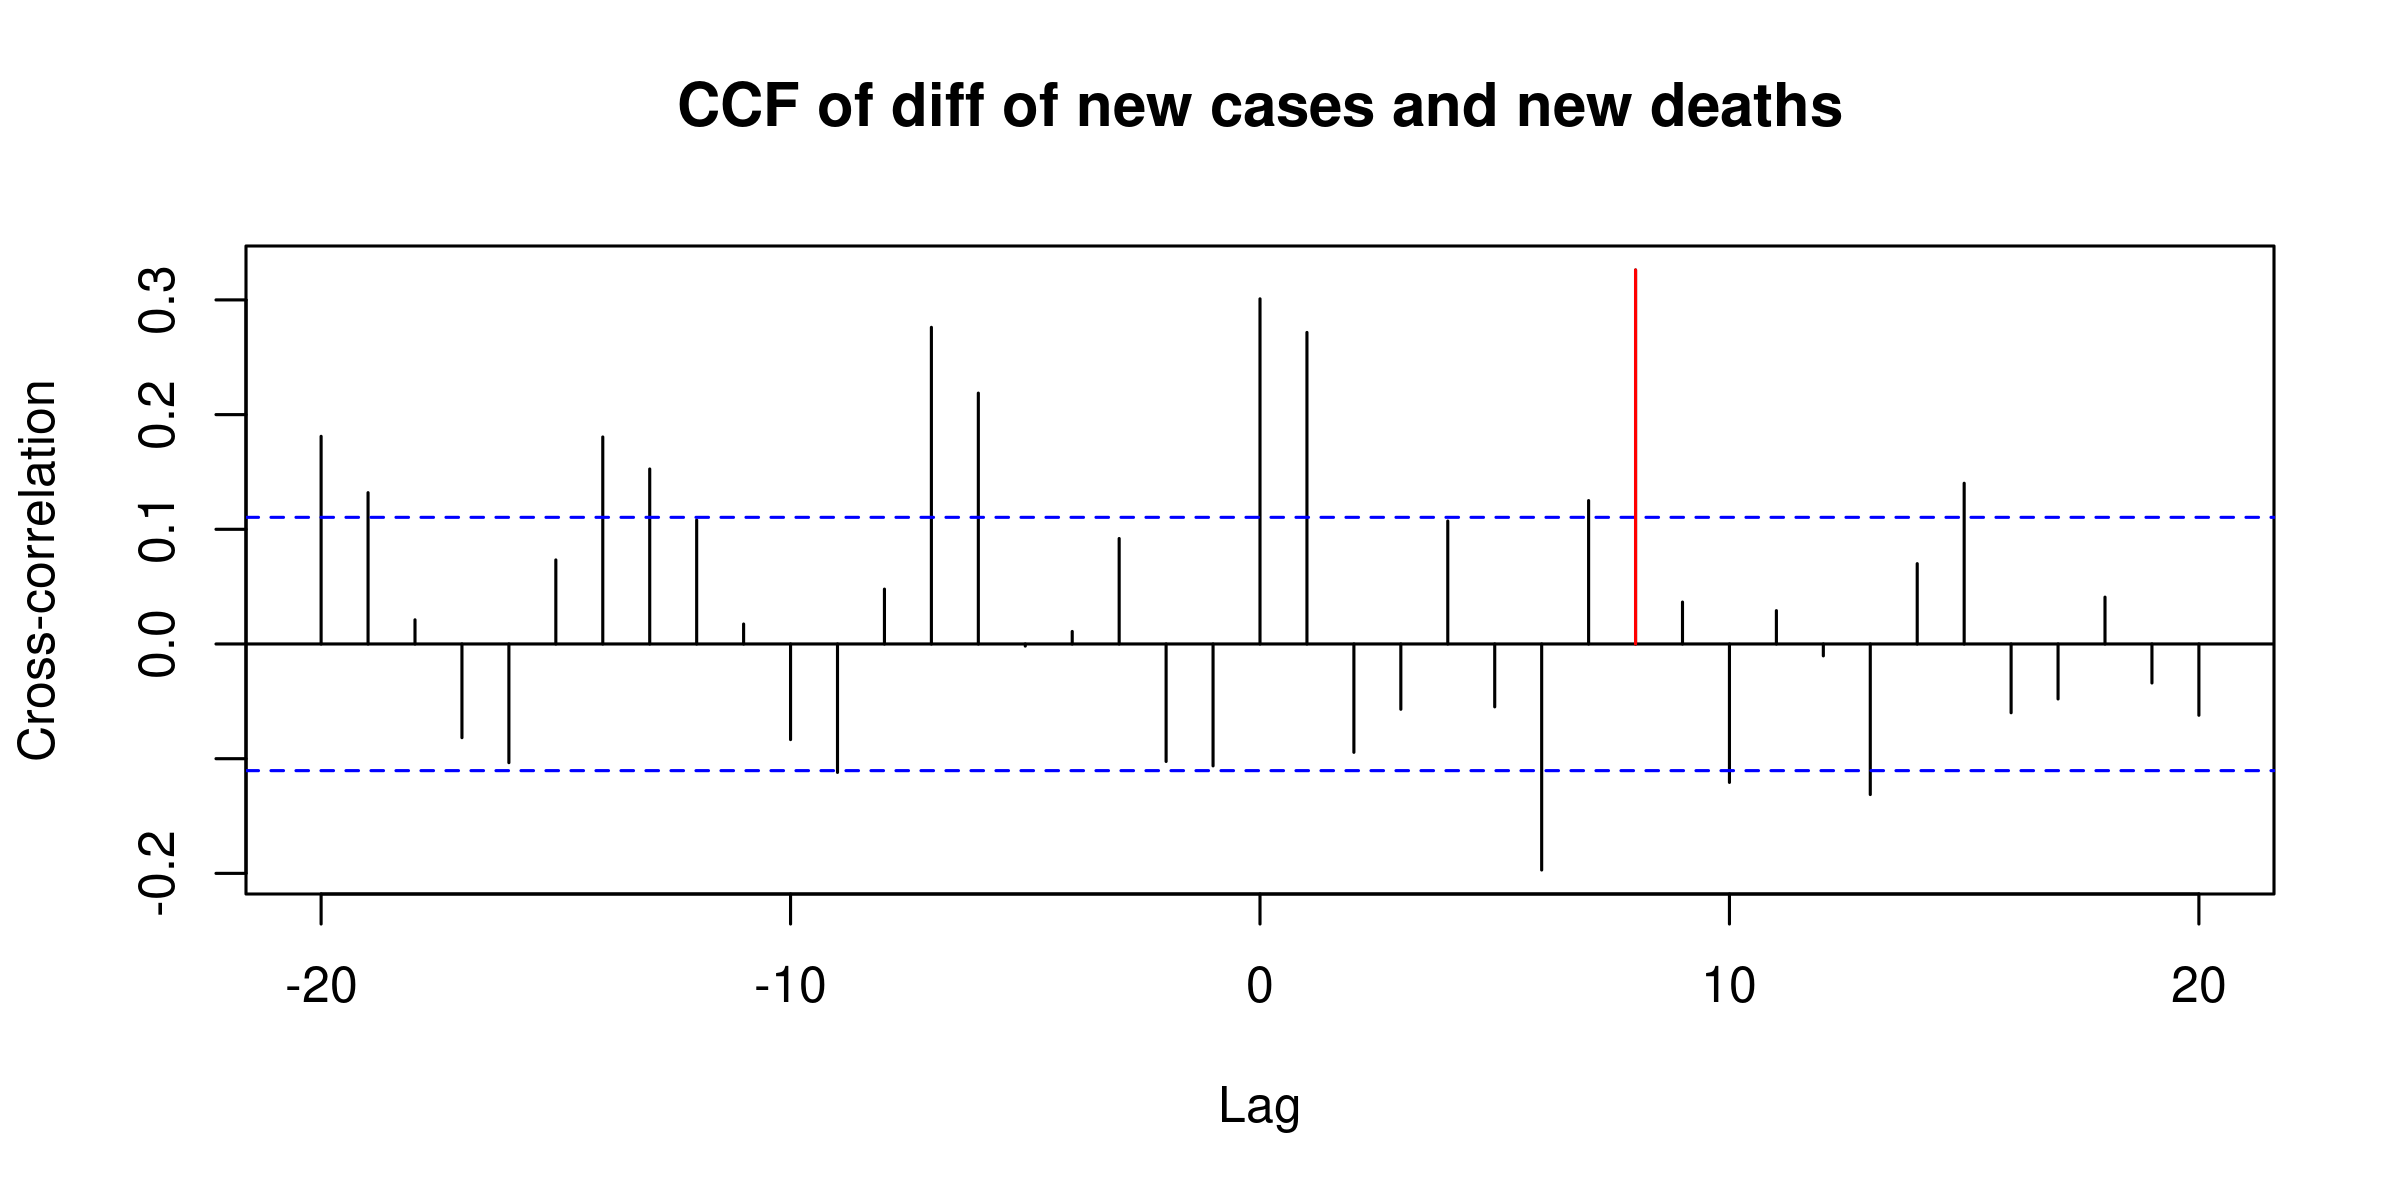 CCF of diff of new cases and new deaths
Cross-correlation
0.3
0.2
0.1
0.0
-0.2
-20 -10 0 10 20
Lag